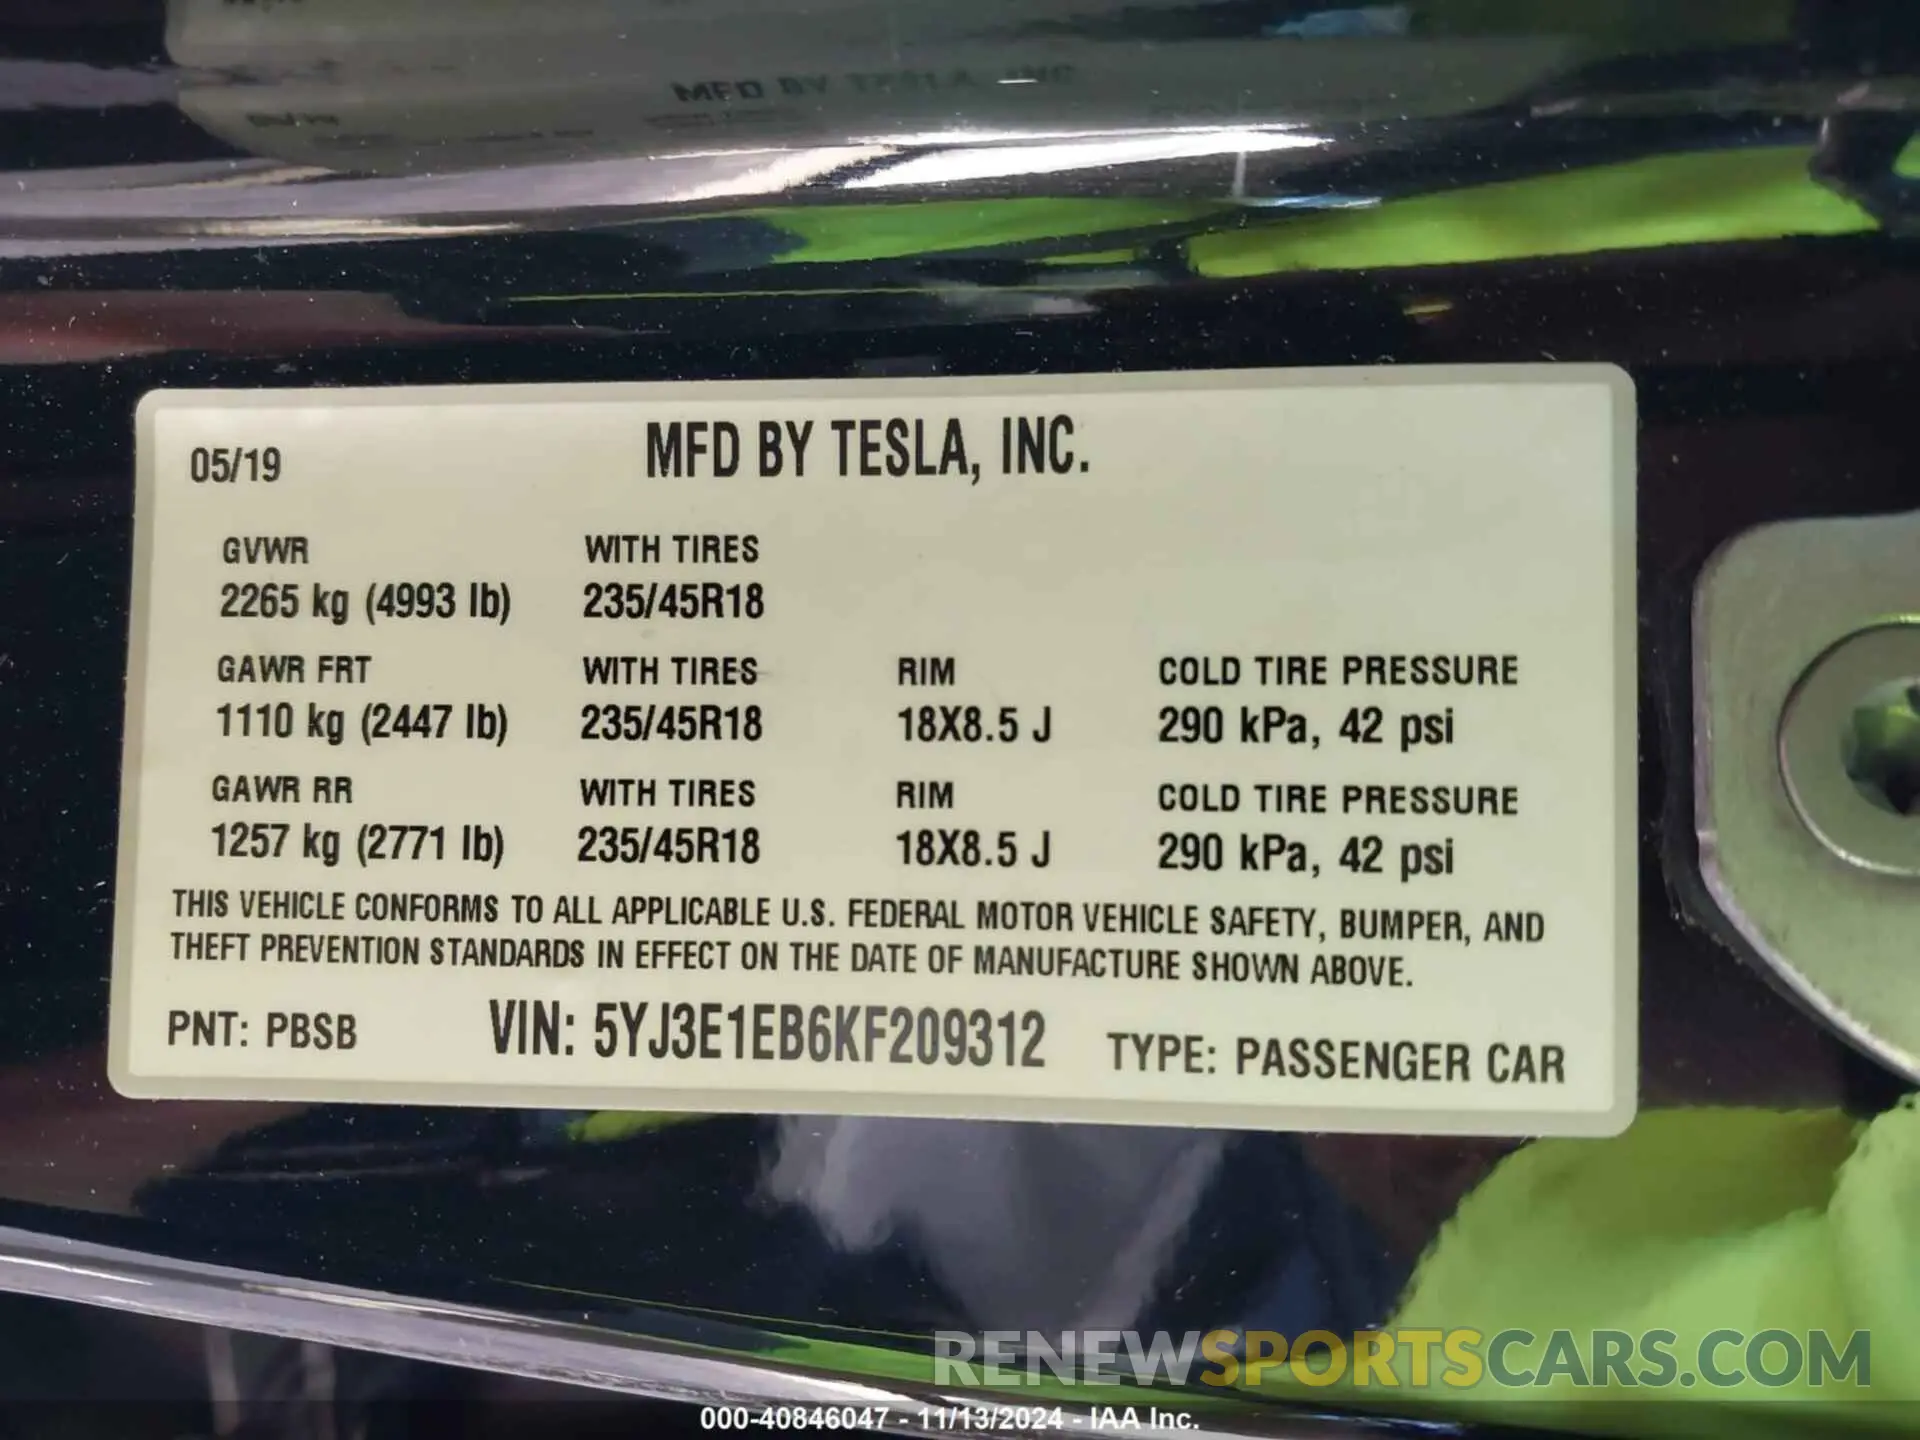 MFD BY TESLA, INC
05/19
MFD BY TESLA, INC.
GVWR WITH TIRES
2265 kg (4993 lb) 235/45R18
GAWR FRT WITH TIRES RIM COLD TIRE PRESSURE
1110 kg (2447 lb) 235/45R18 18X8.5 J 290 kPa, 42 psi
GAWR RR WITH TIRES RIM COLD TIRE PRESSURE
1257 kg (2771 lb) 235/45R18 18X8.5 J 290 kPa, 42 psi
THIS VEHICLE CONFORMS TO ALL APPLICABLE U.S. FEDERAL MOTOR VEHICLE SAFETY, BUMPER, AND
THEFT PREVENTION STANDARDS IN EFFECT ON THE DATE OF MANUFACTURE SHOWN ABOVE.
PNT: PBSB VIN: 5YJ3E1EB6KF209312 TYPE: PASSENGER CAR
RENEWSPORTSCARS.COM
000-40846047 - 11/13/2024 - IAA Inc.